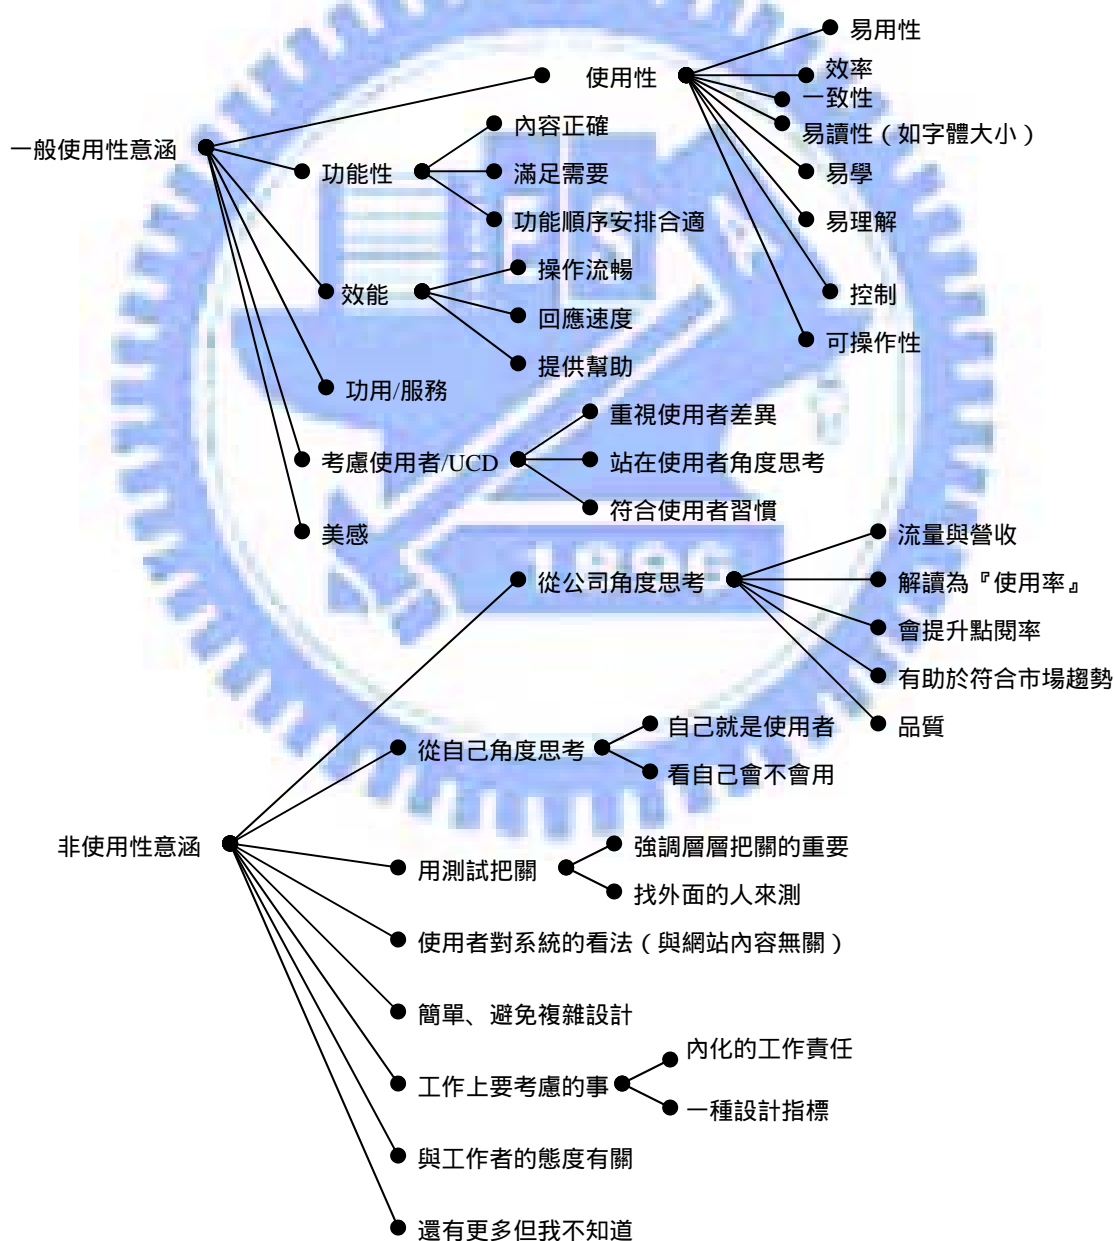 一般使用性意涵
使用性
易用性
效率
一致性
易讀性（如字體大小）
易學
易理解
控制
可操作性
功能性
內容正確
滿足需要
功能順序安排合適
效能
操作流暢
回應速度
提供幫助
功用/服務
考慮使用者/UCD
重視使用者差異
站在使用者角度思考
符合使用者習慣
美感
非使用性意涵
從公司角度思考
流量與營收
解讀為『使用率』
會提升點閱率
有助於符合市場趨勢
品質
從自己角度思考
自己就是使用者
看自己會不會用
用測試把關
強調層層把關的重要
找外面的人來測
使用者對系統的看法（與網站內容無關）
簡單、避免複雜設計
工作上要考慮的事
內化的工作責任
一種設計指標
與工作者的態度有關
還有更多但我不知道
E S A
1896